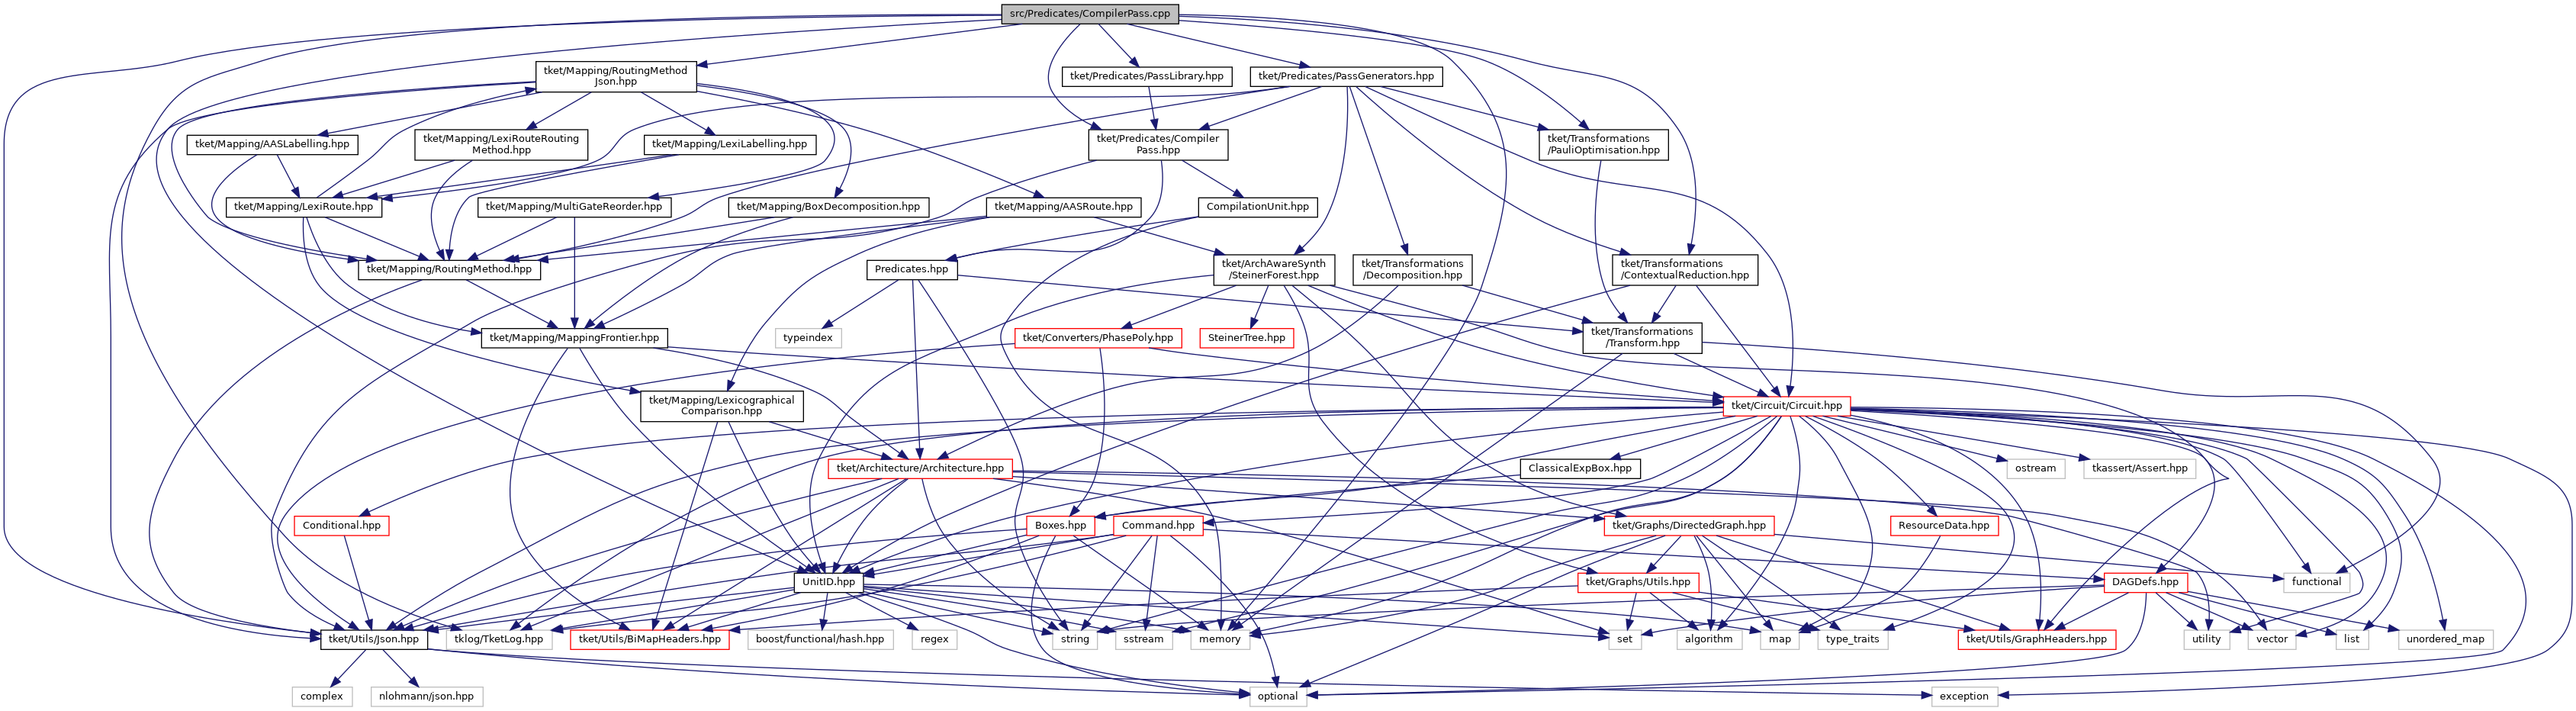 src/Predicates/CompilerPass.cpp
tket/Mapping/RoutingMethod
Json.hpp
tket/Predicates/PassLibrary.hpp
tket/Predicates/PassGenerators.hpp
tket/Mapping/AASLabelling.hpp
tket/Mapping/LexiRouteRouting
Method.hpp
tket/Mapping/LexiLabelling.hpp
tket/Predicates/Compiler
Pass.hpp
tket/Transformations
/PauliOptimisation.hpp
tket/Mapping/LexiRoute.hpp
tket/Mapping/MultiGateReorder.hpp
tket/Mapping/BoxDecomposition.hpp
tket/Mapping/AASRoute.hpp
CompilationUnit.hpp
tket/Mapping/RoutingMethod.hpp
Predicates.hpp
tket/ArchAwareSynth
/SteinerForest.hpp
tket/Transformations
/Decomposition.hpp
tket/Transformations
/ContextualReduction.hpp
tket/Mapping/MappingFrontier.hpp
typeindex
tket/Converters/PhasePoly.hpp
SteinerTree.hpp
tket/Transformations
/Transform.hpp
tket/Mapping/Lexicographical
Comparison.hpp
tket/Circuit/Circuit.hpp
tket/Architecture/Architecture.hpp
ClassicalExpBox.hpp
ostream
tkassert/Assert.hpp
Conditional.hpp
Boxes.hpp
Command.hpp
tket/Graphs/DirectedGraph.hpp
ResourceData.hpp
UnitID.hpp
tket/Graphs/Utils.hpp
DAGDefs.hpp
functional
tket/Utils/Json.hpp
tklog/TketLog.hpp
tket/Utils/BiMapHeaders.hpp
boost/functional/hash.hpp
regex
string
sstream
memory
set
algorithm
map
type_traits
tket/Utils/GraphHeaders.hpp
utility
vector
list
unordered_map
complex
nlohmann/json.hpp
optional
exception